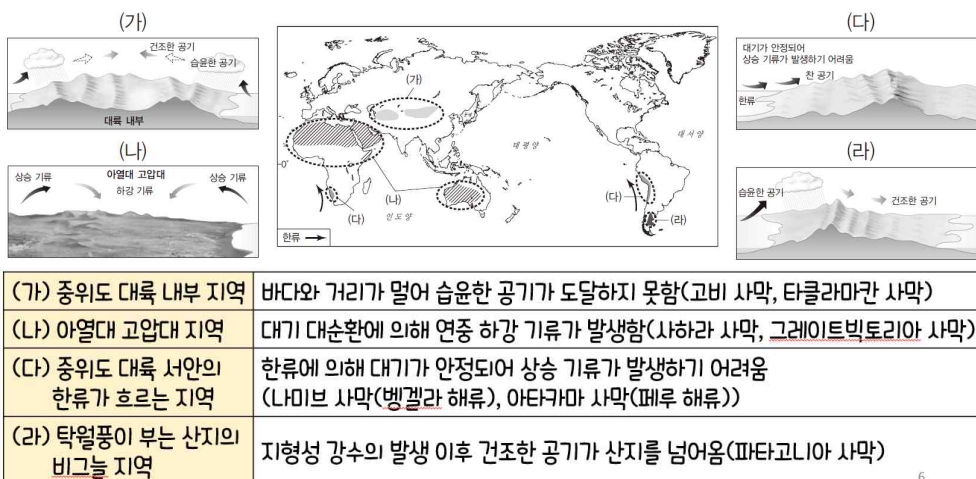 (가)
건조한 공기
습윤한 공기
대륙 내부
(나)
상승 기류
아열대 고압대
하강 기류
상승 기류
(가)
태평양
대서양
0°
(나)
(다)
인도양
(다)
(라)
한류
(다)
대기가 안정되어
상승 기류가 발생하기 어려움
찬 공기
한류
(라)
습윤한 공기
건조한 공기
(가) 중위도 대륙 내부 지역
바다와 거리가 멀어 습윤한 공기가 도달하지 못함(고비 사막, 타클라마칸 사막)
(나) 아열대 고압대 지역
대기 대순환에 의해 연중 하강 기류가 발생함(사하라 사막, 그레이트빅토리아 사막)
(다) 중위도 대륙 서안의
한류가 흐르는 지역
한류에 의해 대기가 안정되어 상승 기류가 발생하기 어려움
(나미브 사막(벵겔라 해류), 아타카마 사막(페루 해류))
(라) 탁월풍이 부는 산지의
비그늘 지역
지형성 강수의 발생 이후 건조한 공기가 산지를 넘어옴(파타고니아 사막)
6